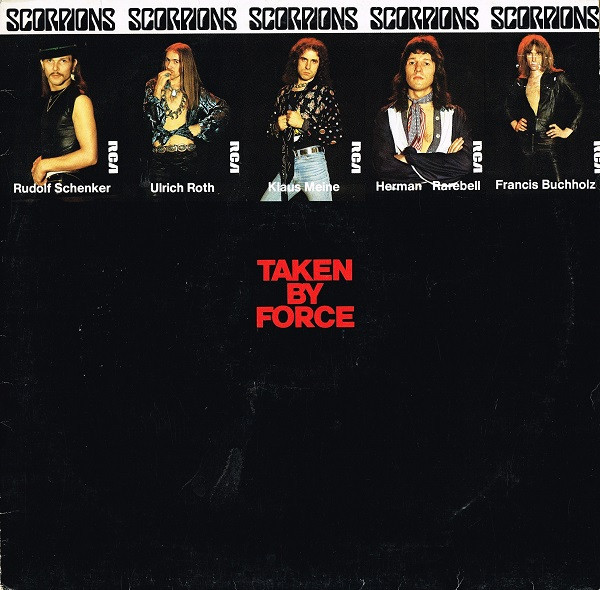 SCORPIONS SCORPIONS SCORPIONS SCORPIONS SCORPIONS
RCA RCA RCA RCA
Rudolf Schenker Ulrich Roth Klaus Meine Herman Rarebell Francis Buchholz
TAKEN
BY
FORCE